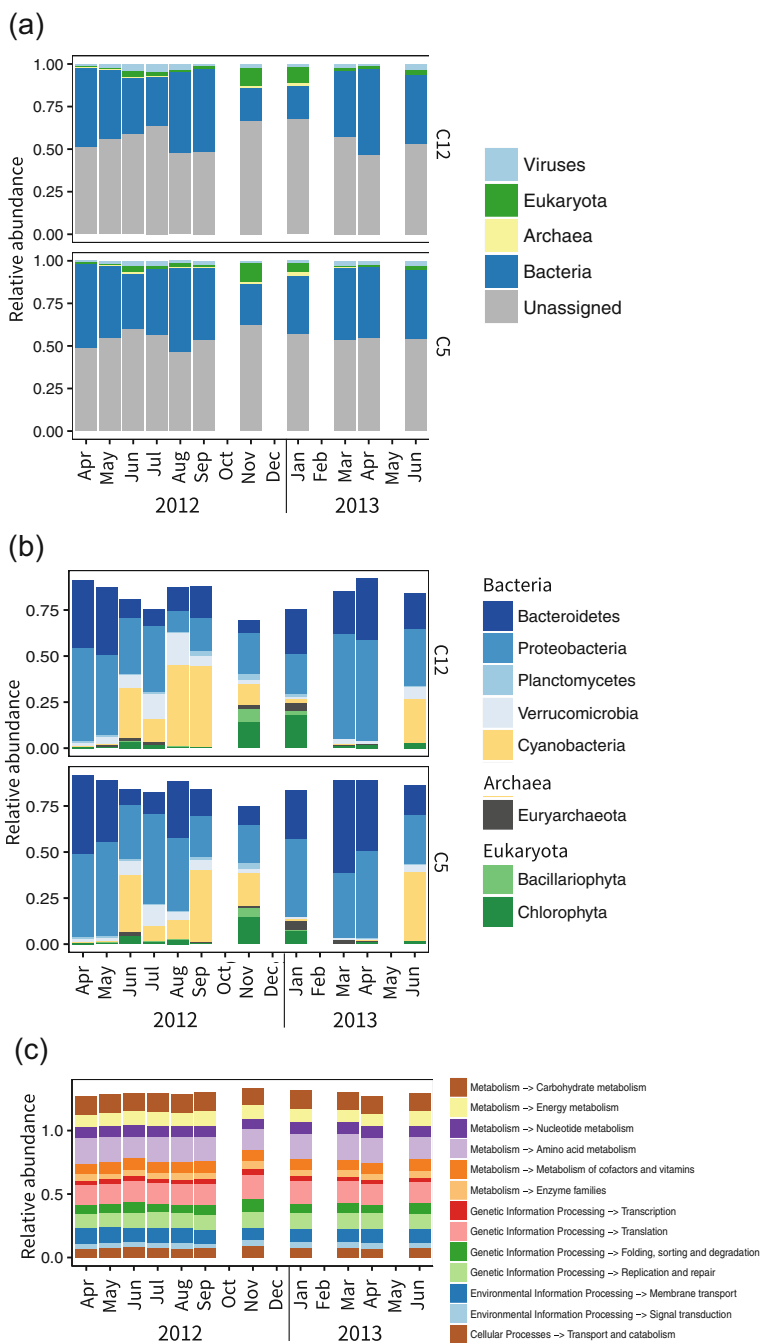 (a)
1.00
0.75
0.50
0.25
0.00
C12
1.00
0.75
0.50
0.25
0.00
C5
Relative abundance
Apr May Jun Jul Aug Sep Oct Nov Dec Jan Feb Mar Apr May Jun
2012 2013
Viruses
Eukaryota
Archaea
Bacteria
Unassigned
(b)
0.75
0.50
0.25
0.00
C12
Relative abundance
0.75
0.50
0.25
0.00
C5
Relative abundance
Apr May Jun Jul Aug Sep Oct Nov Dec Jan Feb Mar Apr May Jun
2012 2013
Bacteria
Bacteroidetes
Proteobacteria
Planctomycetes
Verrucomicrobia
Cyanobacteria
Archaea
Euryarchaeota
Eukaryota
Bacillariophyta
Chlorophyta
(c)
1.0
0.5
0.0
Relative abundance
Apr May Jun Jul Aug Sep Oct Nov Dec Jan Feb Mar Apr May Jun
2012 2013
Metabolism −> Carbohydrate metabolism
Metabolism −> Energy metabolism
Metabolism −> Nucleotide metabolism
Metabolism −> Amino acid metabolism
Metabolism −> Metabolism of cofactors and vitamins
Metabolism −> Enzyme families
Genetic Information Processing −> Transcription
Genetic Information Processing −> Translation
Genetic Information Processing −> Folding, sorting and degradation
Genetic Information Processing −> Replication and repair
Environmental Information Processing −> Membrane transport
Environmental Information Processing −> Signal transduction
Cellular Processes −> Transport and catabolism